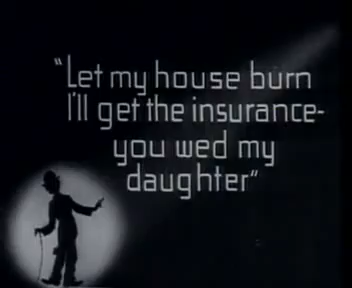 "Let my house burn
I'll get the insurance-
you wed my
daughter"